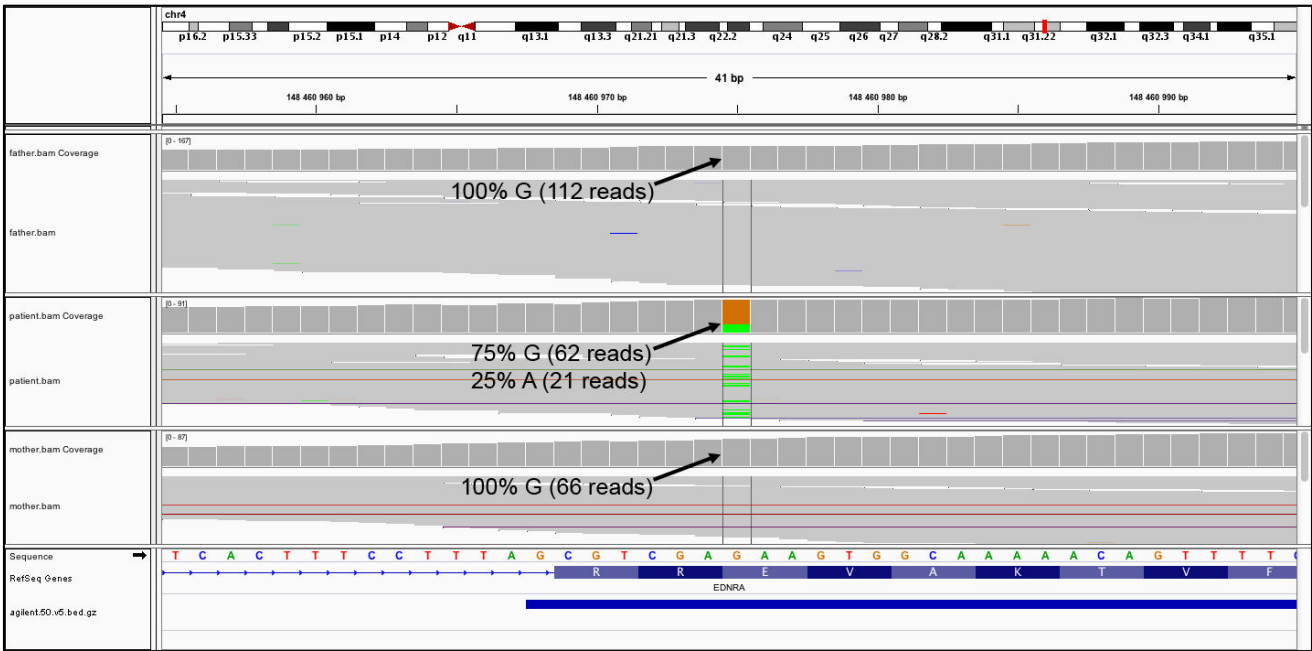 chr4
p16.2 p15.33 p15.2 p15.1 p14 p12 q11 q13.1 q13.3 q21.21 q21.3 q22.2 q24 q25 q26 q27 q28.2 q31.1 q31.22 q32.1 q32.3 q34.1 q35.1
41 bp
148 460 960 bp 148 460 970 bp 148 460 980 bp 148 460 990 bp
father.bam Coverage
[0 - 167]
100% G (112 reads)
father.bam
patient.bam Coverage
[0 - 91]
75% G (62 reads)
25% A (21 reads)
patient.bam
mother.bam Coverage
[0 - 87]
100% G (66 reads)
mother.bam
Sequence T C A C T T T C C T T T A G C G T C G A G A A G T G G C A A A A A C A G T T T T
RefSeq Genes R R E V A K T V F
EDNRA
agilent.50.v5.bed.gz